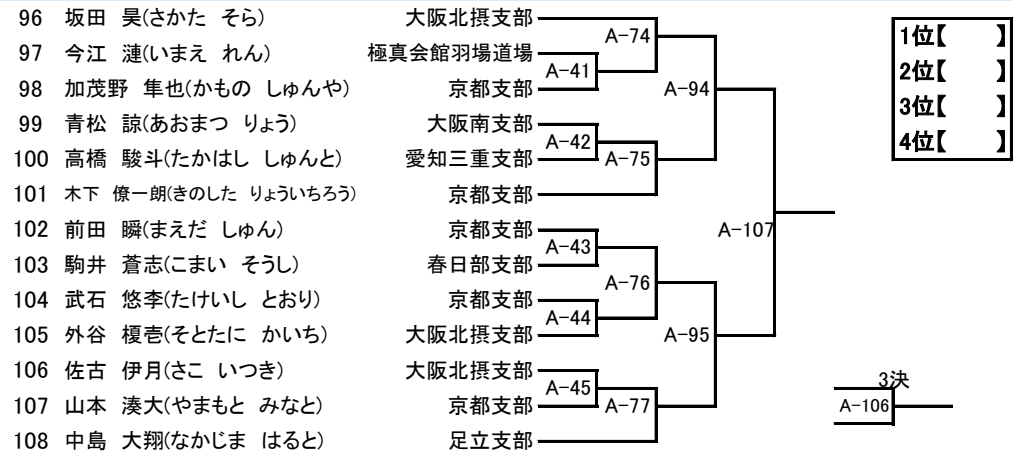 96 坂田 昊(さかた そら) 大阪北摂支部
97 今江 漣(いまえ れん) 極真会館羽場道場
98 加茂野 隼也(かもの しゅんや) 京都支部
99 青松 諒(あおまつ りょう) 大阪南支部
100 高橋 駿斗(たかはし しゅんと) 愛知三重支部
101 木下 僚一朗(きのした りょういちろう) 京都支部
102 前田 瞬(まえだ しゅん) 京都支部
103 駒井 蒼志(こまい そうし) 春日部支部
104 武石 悠李(たけいし とおり) 京都支部
105 外谷 榎壱(そとたに かいち) 大阪北摂支部
106 佐古 伊月(さこ いつき) 大阪北摂支部
107 山本 湊大(やまもと みなと) 京都支部
108 中島 大翔(なかじま はると) 足立支部
A-41
A-42
A-43
A-44
A-45
A-74
A-75
A-76
A-77
A-94
A-95
A-107
1位【 】
2位【 】
3位【 】
4位【 】
3決
A-106